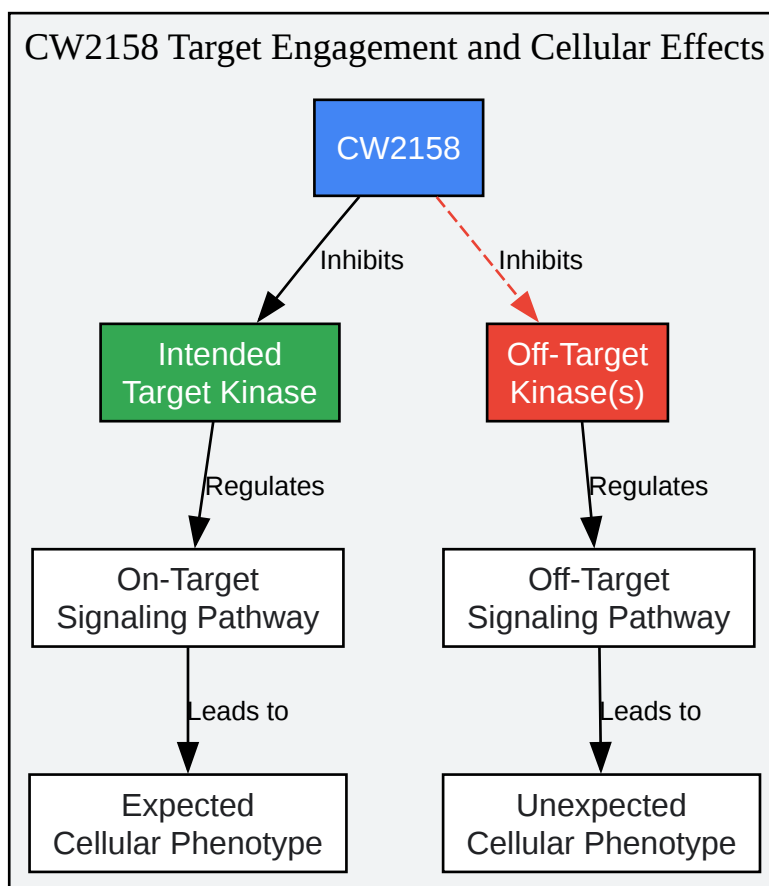 CW2158 Target Engagement and Cellular Effects
CW2158
Inhibits
Inhibits
Intended
Target Kinase
Off-Target
Kinase(s)
Regulates
Regulates
On-Target
Signaling Pathway
Off-Target
Signaling Pathway
Leads to
Leads to
Expected
Cellular Phenotype
Unexpected
Cellular Phenotype